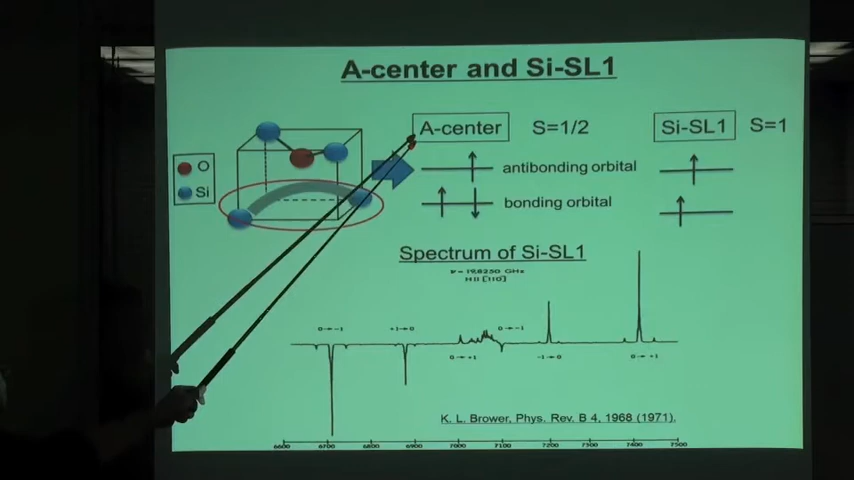 A-center and Si-SL1
O
Si
A-center S=1/2
Si-SL1 S=1
antibonding orbital
bonding orbital
Spectrum of Si-SL1
ν = 19.8250 GHz
H II [110]
0→-1
+1→0
0→-1
0→+1
-1→0
0→+1
K. L. Brower, Phys. Rev. B 4, 1968 (1971).
6600 6700 6800 6900 7000 7100 7200 7300 7400 7500